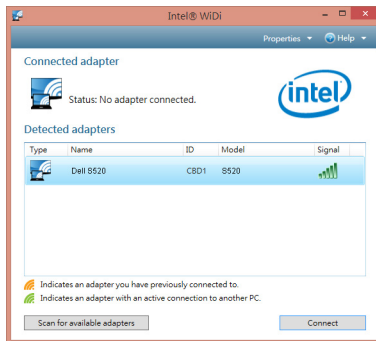 Intel® WiDi
Properties Help
Connected adapter
Status: No adapter connected.
intel
Detected adapters
Type Name ID Model Signal
Dell S520 CBD1 S520
Indicates an adapter you have previously connected to.
Indicates an adapter with an active connection to another PC.
Scan for available adapters Connect